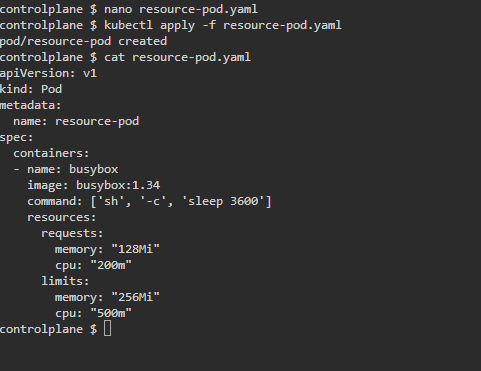 controlplane $ nano resource-pod.yaml
controlplane $ kubectl apply -f resource-pod.yaml
pod/resource-pod created
controlplane $ cat resource-pod.yaml
apiVersion: v1
kind: Pod
metadata:
  name: resource-pod
spec:
  containers:
  - name: busybox
    image: busybox:1.34
    command: ['sh', '-c', 'sleep 3600']
    resources:
      requests:
        memory: "128Mi"
        cpu: "200m"
      limits:
        memory: "256Mi"
        cpu: "500m"
controlplane $